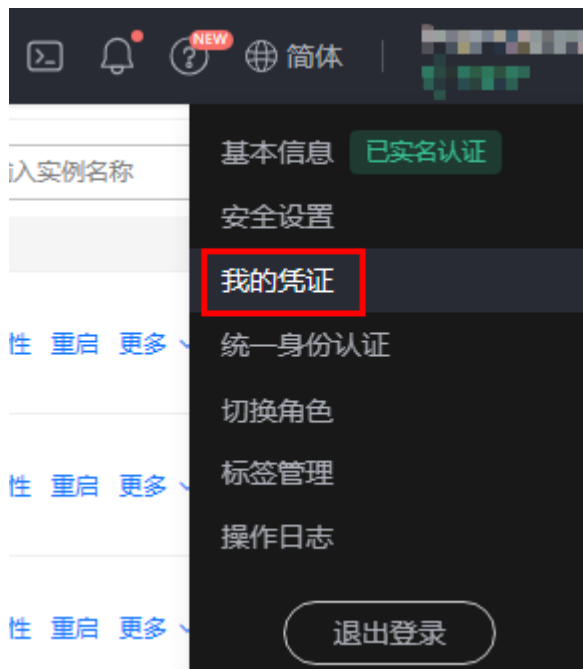 NEW
简体
基本信息 已实名认证
入实例名称
安全设置
我的凭证
统一身份认证
性 重启 更多
切换角色
标签管理
性 重启 更多
操作日志
性 重启 更多
退出登录